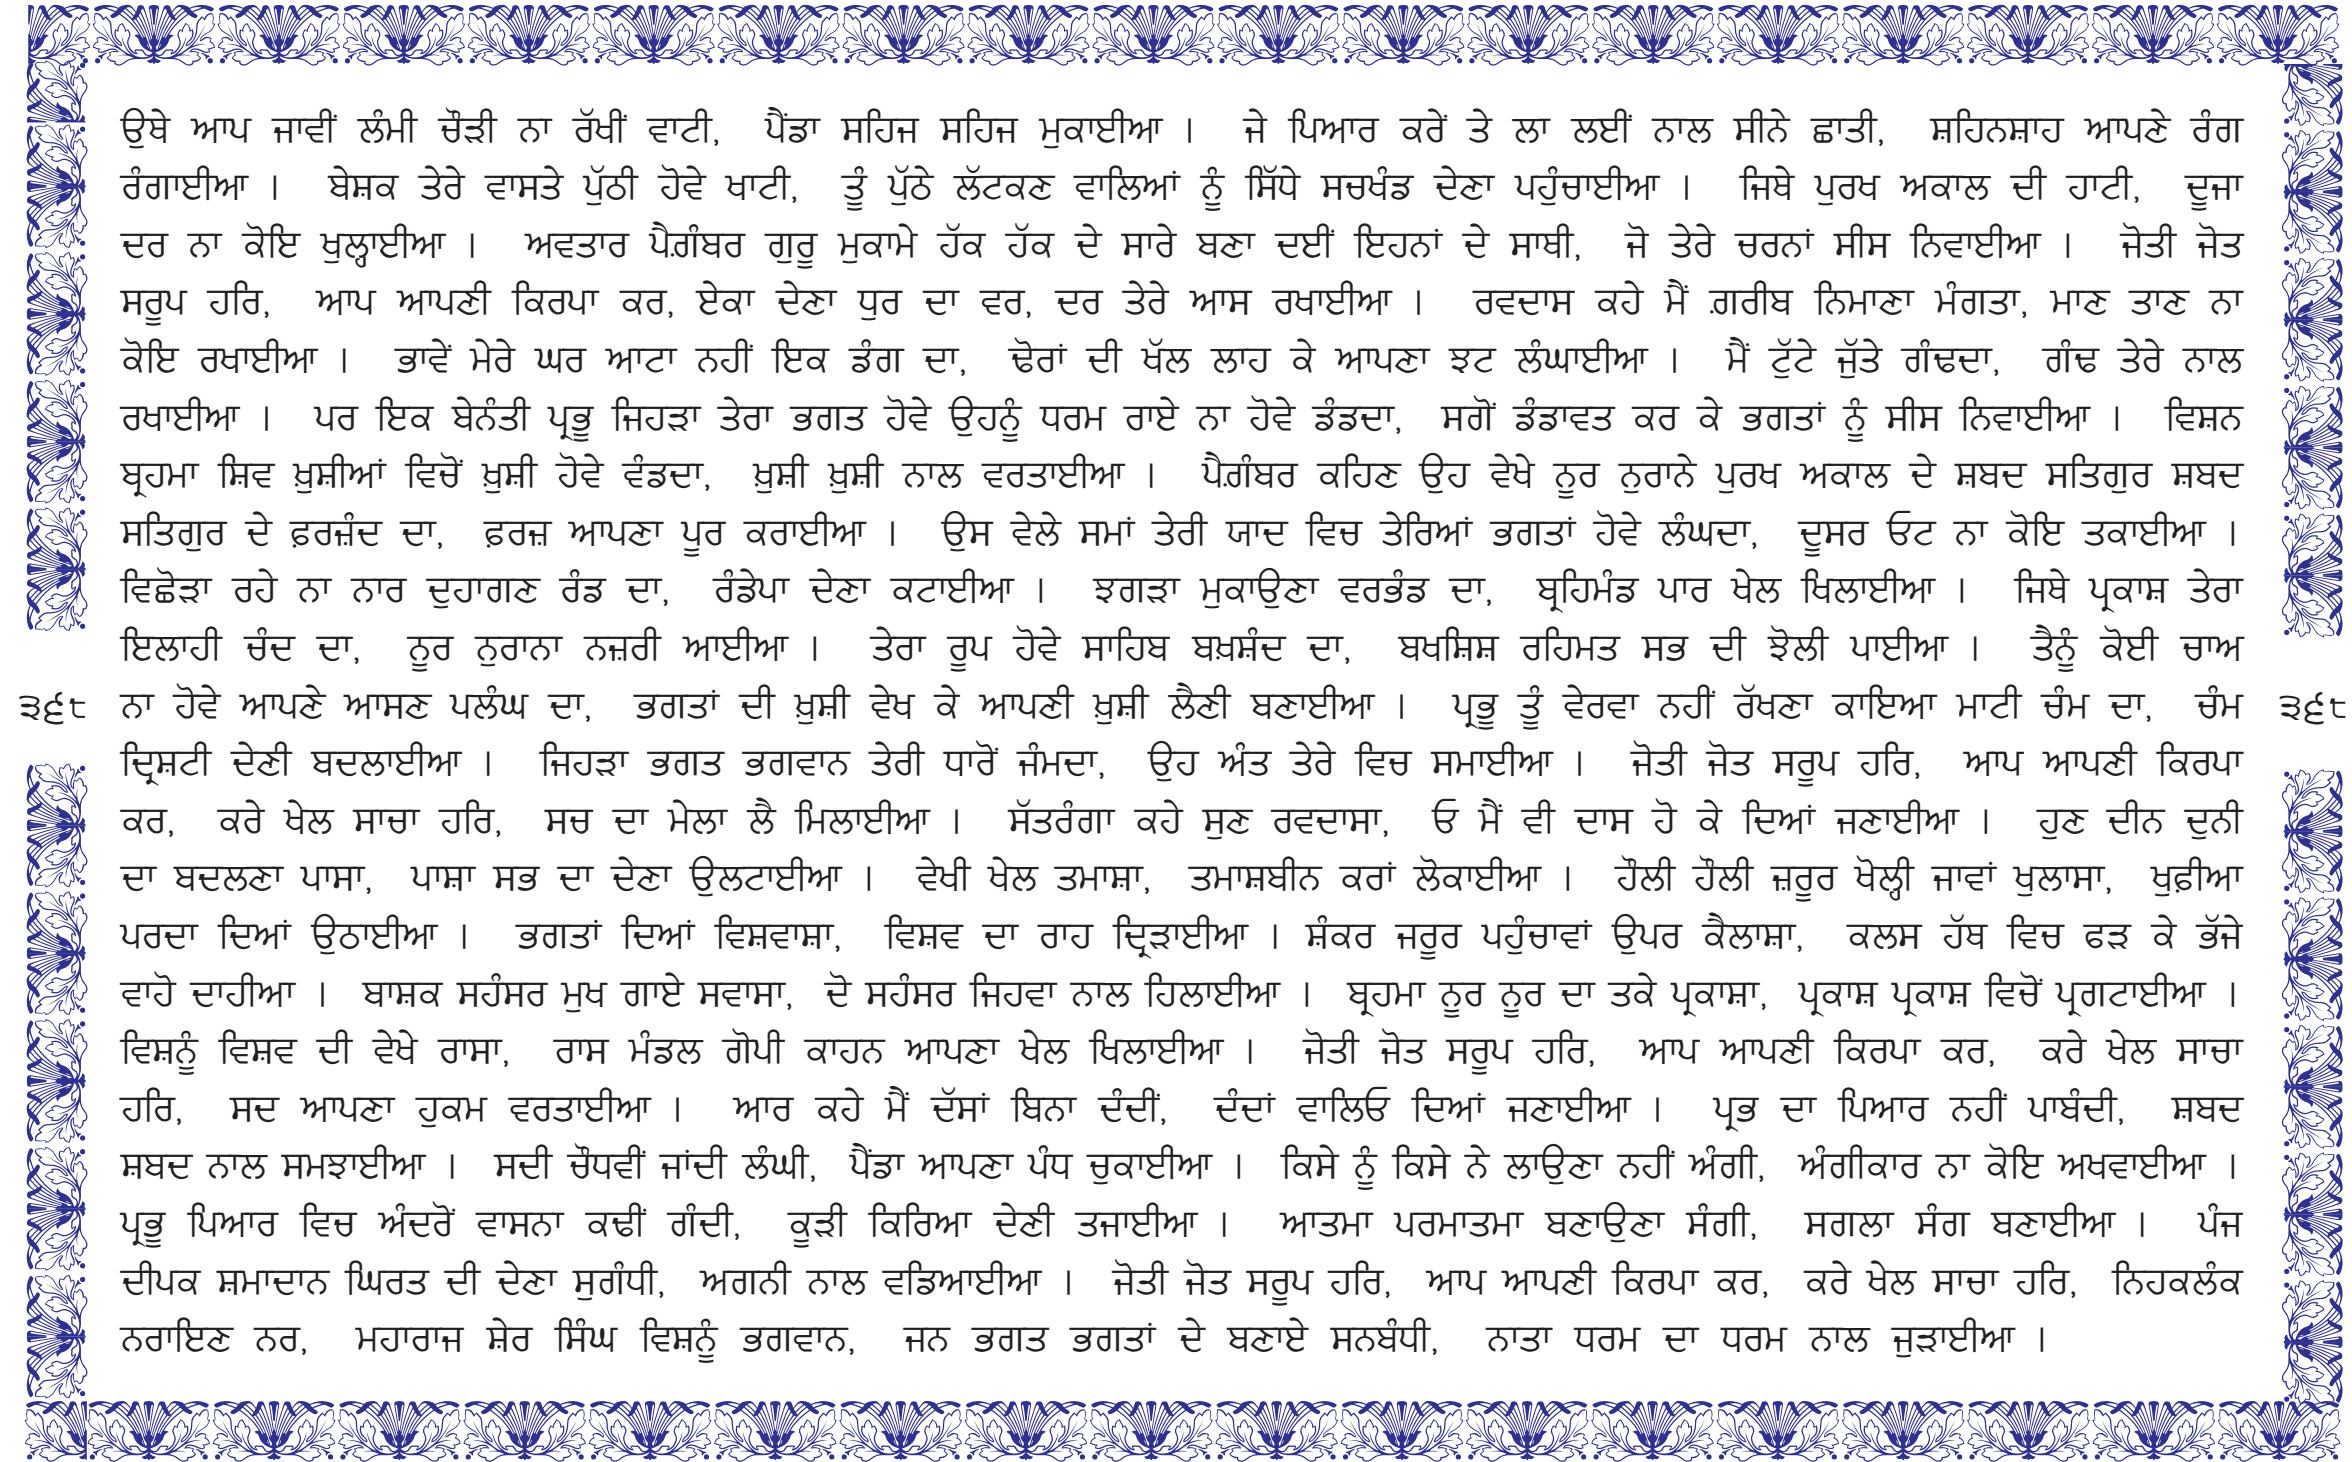 ਉਥੇ ਆਪ ਜਾਵੀਂ ਲੰਮੀ ਚੌੜੀ ਨਾ ਰੱਖੀਂ ਵਾਟੀ, ਪੈਂਡਾ ਸਹਿਜ ਸਹਿਜ ਮੁਕਾਈਆ । ਜੇ ਪਿਆਰ ਕਰੇਂ ਤੇ ਲਾ ਲਈਂ ਨਾਲ ਸੀਨੇ ਛਾਤੀ, ਸ਼ਹਿਨਸ਼ਾਹ ਆਪਣੇ ਰੰਗ
ਰੰਗਾਈਆ । ਬੇਸ਼ਕ ਤੇਰੇ ਵਾਸਤੇ ਪੁੱਠੀ ਹੋਵੇ ਖਾਟੀ, ਤੂੰ ਪੁੱਠੇ ਲੱਟਕਣ ਵਾਲਿਆਂ ਨੂੰ ਸਿੱਧੇ ਸਚਖੰਡ ਦੇਣਾ ਪਹੁੰਚਾਈਆ । ਜਿਥੇ ਪੁਰਖ ਅਕਾਲ ਦੀ ਹਾਟੀ, ਦੂਜਾ
ਦਰ ਨਾ ਕੋਇ ਖੁਲ੍ਹਾਈਆ । ਅਵਤਾਰ ਪੈਗ਼ੰਬਰ ਗੁਰੂ ਮੁਕਾਮੇ ਹੱਕ ਹੱਕ ਦੇ ਸਾਰੇ ਬਣਾ ਦਈਂ ਇਹਨਾਂ ਦੇ ਸਾਥੀ, ਜੋ ਤੇਰੇ ਚਰਨਾਂ ਸੀਸ ਨਿਵਾਈਆ । ਜੋਤੀ ਜੋਤ
ਸਰੂਪ ਹਰਿ, ਆਪ ਆਪਣੀ ਕਿਰਪਾ ਕਰ, ਏਕਾ ਦੇਣਾ ਧੁਰ ਦਾ ਵਰ, ਦਰ ਤੇਰੇ ਆਸ ਰਖਾਈਆ । ਰਵਦਾਸ ਕਹੇ ਮੈਂ ਗ਼ਰੀਬ ਨਿਮਾਣਾ ਮੰਗਤਾ, ਮਾਣ ਤਾਣ ਨਾ
ਕੋਇ ਰਖਾਈਆ । ਭਾਵੇਂ ਮੇਰੇ ਘਰ ਆਟਾ ਨਹੀਂ ਇਕ ਡੰਗ ਦਾ, ਢੋਰਾਂ ਦੀ ਖੱਲ ਲਾਹ ਕੇ ਆਪਣਾ ਝਟ ਲੰਘਾਈਆ । ਮੈਂ ਟੁੱਟੇ ਜੁੱਤੇ ਗੰਢਦਾ, ਗੰਢ ਤੇਰੇ ਨਾਲ
ਰਖਾਈਆ । ਪਰ ਇਕ ਬੇਨੰਤੀ ਪ੍ਰਭੂ ਜਿਹੜਾ ਤੇਰਾ ਭਗਤ ਹੋਵੇ ਉਹਨੂੰ ਧਰਮ ਰਾਏ ਨਾ ਹੋਵੇ ਡੰਡਦਾ, ਸਗੋਂ ਡੰਡਾਵਤ ਕਰ ਕੇ ਭਗਤਾਂ ਨੂੰ ਸੀਸ ਨਿਵਾਈਆ । ਵਿਸ਼ਨ
ਬ੍ਰਹਮਾ ਸ਼ਿਵ ਖ਼ੁਸ਼ੀਆਂ ਵਿਚੋਂ ਖ਼ੁਸ਼ੀ ਹੋਵੇ ਵੰਡਦਾ, ਖ਼ੁਸ਼ੀ ਖ਼ੁਸ਼ੀ ਨਾਲ ਵਰਤਾਈਆ । ਪੈਗ਼ੰਬਰ ਕਹਿਣ ਉਹ ਵੇਖੇ ਨੂਰ ਨੁਰਾਨੇ ਪੁਰਖ ਅਕਾਲ ਦੇ ਸ਼ਬਦ ਸਤਿਗੁਰ ਸ਼ਬਦ
ਸਤਿਗੁਰ ਦੇ ਫ਼ਰਜ਼ੰਦ ਦਾ, ਫ਼ਰਜ਼ ਆਪਣਾ ਪੂਰ ਕਰਾਈਆ । ਉਸ ਵੇਲੇ ਸਮਾਂ ਤੇਰੀ ਯਾਦ ਵਿਚ ਤੇਰਿਆਂ ਭਗਤਾਂ ਹੋਵੇ ਲੰਘਦਾ, ਦੂਸਰ ਓਟ ਨਾ ਕੋਇ ਤਕਾਈਆ ।
ਵਿਛੋੜਾ ਰਹੇ ਨਾ ਨਾਰ ਦੁਹਾਗਣ ਰੰਡ ਦਾ, ਰੰਡੇਪਾ ਦੇਣਾ ਕਟਾਈਆ । ਝਗੜਾ ਮੁਕਾਉਣਾ ਵਰਭੰਡ ਦਾ, ਬ੍ਰਹਿਮੰਡ ਪਾਰ ਖੇਲ ਖਿਲਾਈਆ । ਜਿਥੇ ਪ੍ਰਕਾਸ਼ ਤੇਰਾ
ਇਲਾਹੀ ਚੰਦ ਦਾ, ਨੂਰ ਨੁਰਾਨਾ ਨਜ਼ਰੀ ਆਈਆ । ਤੇਰਾ ਰੂਪ ਹੋਵੇ ਸਾਹਿਬ ਬਖ਼ਸ਼ੰਦ ਦਾ, ਬਖਸ਼ਿਸ਼ ਰਹਿਮਤ ਸਭ ਦੀ ਝੋਲੀ ਪਾਈਆ । ਤੈਨੂੰ ਕੋਈ ਚਾਅ
੩੬੮ ਨਾ ਹੋਵੇ ਆਪਣੇ ਆਸਣ ਪਲੰਘ ਦਾ, ਭਗਤਾਂ ਦੀ ਖ਼ੁਸ਼ੀ ਵੇਖ ਕੇ ਆਪਣੀ ਖ਼ੁਸ਼ੀ ਲੈਣੀ ਬਣਾਈਆ । ਪ੍ਰਭੂ ਤੂੰ ਵੇਰਵਾ ਨਹੀਂ ਰੱਖਣਾ ਕਾਇਆ ਮਾਟੀ ਚੰਮ ਦਾ, ਚੰਮ ੩੬੮
ਦ੍ਰਿਸ਼ਟੀ ਦੇਣੀ ਬਦਲਾਈਆ । ਜਿਹੜਾ ਭਗਤ ਭਗਵਾਨ ਤੇਰੀ ਧਾਰੋਂ ਜੰਮਦਾ, ਉਹ ਅੰਤ ਤੇਰੇ ਵਿਚ ਸਮਾਈਆ । ਜੋਤੀ ਜੋਤ ਸਰੂਪ ਹਰਿ, ਆਪ ਆਪਣੀ ਕਿਰਪਾ
ਕਰ, ਕਰੇ ਖੇਲ ਸਾਚਾ ਹਰਿ, ਸਚ ਦਾ ਮੇਲਾ ਲੈ ਮਿਲਾਈਆ । ਸੱਤਰੰਗਾ ਕਹੇ ਸੁਣ ਰਵਦਾਸਾ, ਓ ਮੈਂ ਵੀ ਦਾਸ ਹੋ ਕੇ ਦਿਆਂ ਜਣਾਈਆ । ਹੁਣ ਦੀਨ ਦੁਨੀ
ਦਾ ਬਦਲਣਾ ਪਾਸਾ, ਪਾਸ਼ਾ ਸਭ ਦਾ ਦੇਣਾ ਉਲਟਾਈਆ । ਵੇਖੀ ਖੇਲ ਤਮਾਸ਼ਾ, ਤਮਾਸ਼ਬੀਨ ਕਰਾਂ ਲੋਕਾਈਆ । ਹੌਲੀ ਹੌਲੀ ਜ਼ਰੂਰ ਖੋਲ੍ਹੀ ਜਾਵਾਂ ਖੁਲਾਸਾ, ਖੁਫ਼ੀਆ
ਪਰਦਾ ਦਿਆਂ ਉਠਾਈਆ । ਭਗਤਾਂ ਦਿਆਂ ਵਿਸ਼ਵਾਸ਼ਾ, ਵਿਸ਼ਵ ਦਾ ਰਾਹ ਦ੍ਰਿੜਾਈਆ । ਸ਼ੰਕਰ ਜਰੂਰ ਪਹੁੰਚਾਵਾਂ ਉਪਰ ਕੈਲਾਸ਼ਾ, ਕਲਸ ਹੱਥ ਵਿਚ ਫੜ ਕੇ ਭੱਜੇ
ਵਾਹੋ ਦਾਹੀਆ । ਬਾਸ਼ਕ ਸਹੰਸਰ ਮੁਖ ਗਾਏ ਸਵਾਸਾ, ਦੋ ਸਹੰਸਰ ਜਿਹਵਾ ਨਾਲ ਹਿਲਾਈਆ । ਬ੍ਰਹਮਾ ਨੂਰ ਨੂਰ ਦਾ ਤਕੇ ਪ੍ਰਕਾਸ਼ਾ, ਪ੍ਰਕਾਸ਼ ਪ੍ਰਕਾਸ਼ ਵਿਚੋਂ ਪ੍ਰਗਟਾਈਆ ।
ਵਿਸ਼ਨੂੰ ਵਿਸ਼ਵ ਦੀ ਵੇਖੇ ਰਾਸਾ, ਰਾਸ ਮੰਡਲ ਗੋਪੀ ਕਾਹਨ ਆਪਣਾ ਖੇਲ ਖਿਲਾਈਆ । ਜੋਤੀ ਜੋਤ ਸਰੂਪ ਹਰਿ, ਆਪ ਆਪਣੀ ਕਿਰਪਾ ਕਰ, ਕਰੇ ਖੇਲ ਸਾਚਾ
ਹਰਿ, ਸਦ ਆਪਣਾ ਹੁਕਮ ਵਰਤਾਈਆ । ਆਰ ਕਹੇ ਮੈਂ ਦੱਸਾਂ ਬਿਨਾ ਦੰਦੀਂ, ਦੰਦਾਂ ਵਾਲਿਓ ਦਿਆਂ ਜਣਾਈਆ । ਪ੍ਰਭ ਦਾ ਪਿਆਰ ਨਹੀਂ ਪਾਬੰਦੀ, ਸ਼ਬਦ
ਸ਼ਬਦ ਨਾਲ ਸਮਝਾਈਆ । ਸਦੀ ਚੌਧਵੀਂ ਜਾਂਦੀ ਲੰਘੀ, ਪੈਂਡਾ ਆਪਣਾ ਪੰਧ ਚੁਕਾਈਆ । ਕਿਸੇ ਨੂੰ ਕਿਸੇ ਨੇ ਲਾਉਣਾ ਨਹੀਂ ਅੰਗੀ, ਅੰਗੀਕਾਰ ਨਾ ਕੋਇ ਅਖਵਾਈਆ ।
ਪ੍ਰਭੂ ਪਿਆਰ ਵਿਚ ਅੰਦਰੋਂ ਵਾਸਨਾ ਕਢੀਂ ਗੰਦੀ, ਕੂੜੀ ਕਿਰਿਆ ਦੇਣੀ ਤਜਾਈਆ । ਆਤਮਾ ਪਰਮਾਤਮਾ ਬਣਾਉਣਾ ਸੰਗੀ, ਸਗਲਾ ਸੰਗ ਬਣਾਈਆ । ਪੰਜ
ਦੀਪਕ ਸ਼ਮਾਦਾਨ ਘਿਰਤ ਦੀ ਦੇਣਾ ਸੁਗੰਧੀ, ਅਗਨੀ ਨਾਲ ਵਡਿਆਈਆ । ਜੋਤੀ ਜੋਤ ਸਰੂਪ ਹਰਿ, ਆਪ ਆਪਣੀ ਕਿਰਪਾ ਕਰ, ਕਰੇ ਖੇਲ ਸਾਚਾ ਹਰਿ, ਨਿਹਕਲੰਕ
ਨਰਾਇਣ ਨਰ, ਮਹਾਰਾਜ ਸ਼ੇਰ ਸਿੰਘ ਵਿਸ਼ਨੂੰ ਭਗਵਾਨ, ਜਨ ਭਗਤ ਭਗਤਾਂ ਦੇ ਬਣਾਏ ਸਨਬੰਧੀ, ਨਾਤਾ ਧਰਮ ਦਾ ਧਰਮ ਨਾਲ ਜੁੜਾਈਆ ।